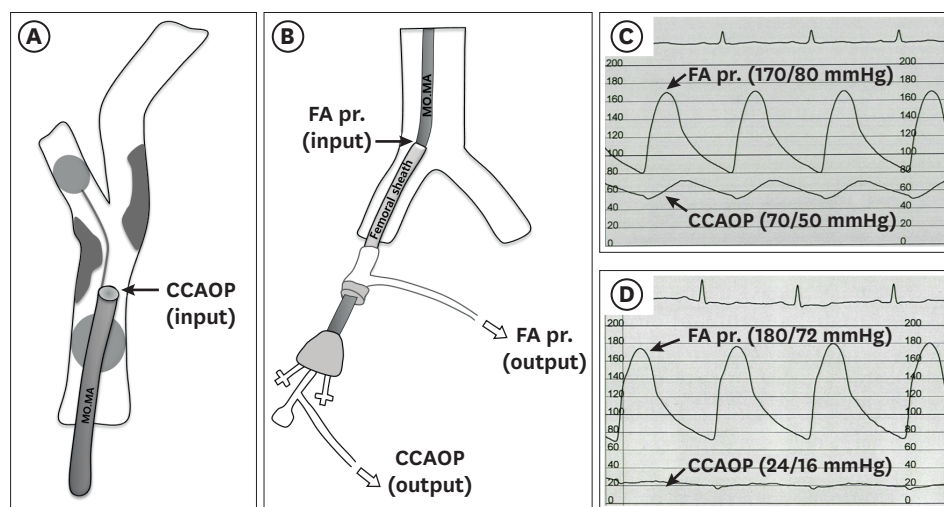 A
CCAOP
(input)
MO.MA
B
MO.MA
FA pr.
(input)
Femoral sheath
FA pr.
(output)
CCAOP
(output)
C
FA pr. (170/80 mmHg)
200
180
160
140
120
100
80
60
40
20
0
200
180
160
140
120
100
80
60
40
20
0
CCAOP (70/50 mmHg)
D
FA pr. (180/72 mmHg)
200
180
160
140
120
100
80
60
40
20
0
200
180
160
140
120
100
80
60
40
20
0
CCAOP (24/16 mmHg)